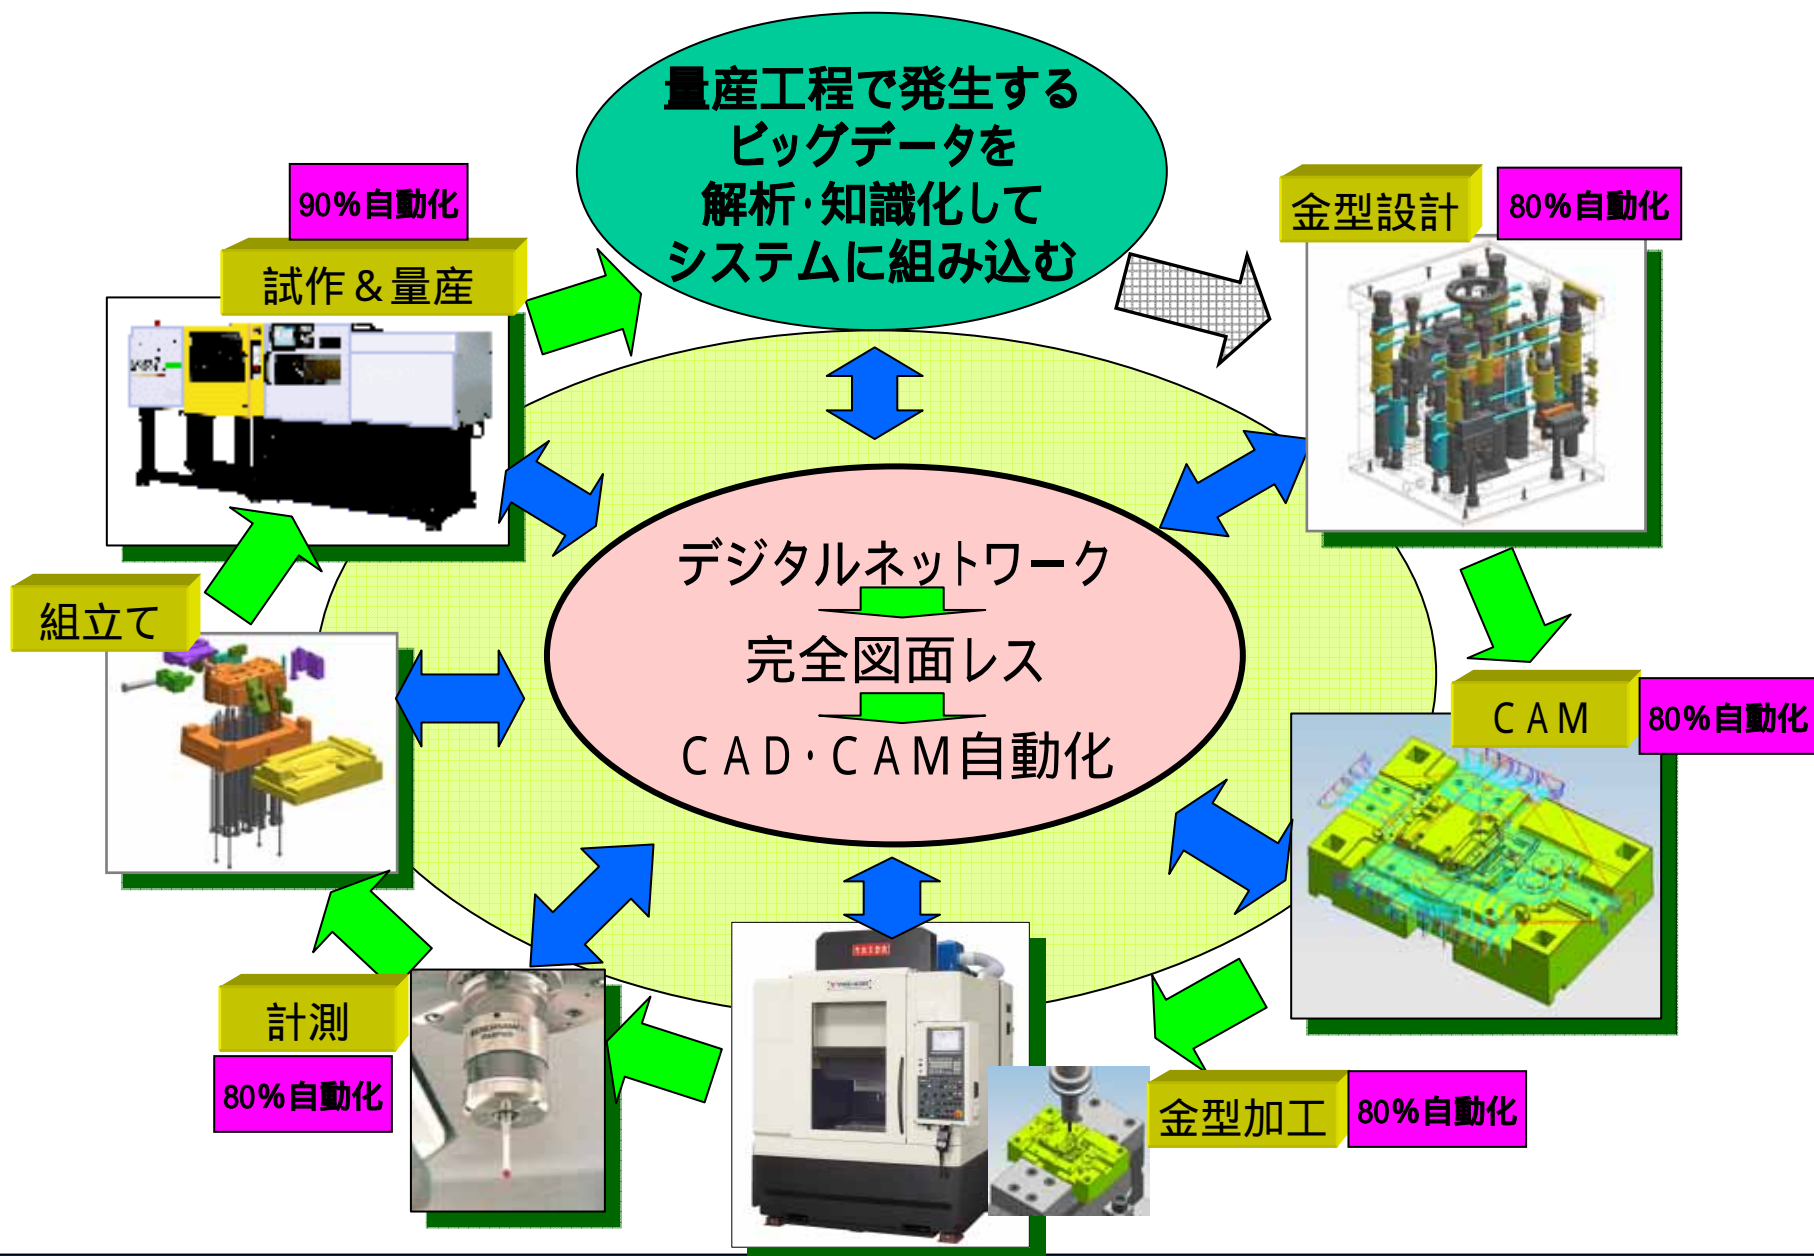 量産工程で発生する
ビッグデータを
解析・知識化して
システムに組み込む
90%自動化
試作＆量産
金型設計
80%自動化
デジタルネットワーク
完全図面レス
CAD・CAM自動化
組立て
CAM
80%自動化
計測
80%自動化
金型加工
80%自動化